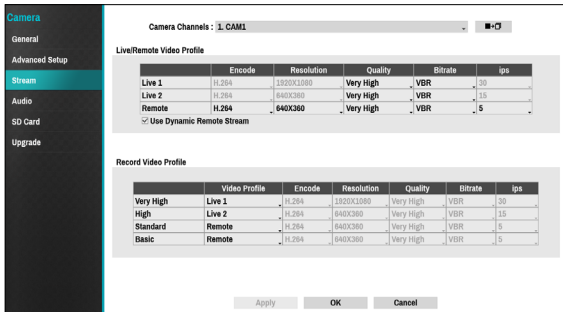 Camera
General
Advanced Setup
Stream
Audio
SD Card
Upgrade
Camera Channels : 1. CAM1
Live/Remote Video Profile
Encode Resolution Quality Bitrate ips
Live 1 H.264 1920X1080 Very High VBR 30
Live 2 H.264 640X360 Very High VBR 15
Remote H.264 640X360 Very High VBR 5
Use Dynamic Remote Stream
Record Video Profile
Video Profile Encode Resolution Quality Bitrate ips
Very High Live 1 H.264 1920X1080 Very High VBR 30
High Live 2 H.264 640X360 Very High VBR 15
Standard Remote H.264 640X360 Very High VBR 5
Basic Remote H.264 640X360 Very High VBR 5
Apply OK Cancel